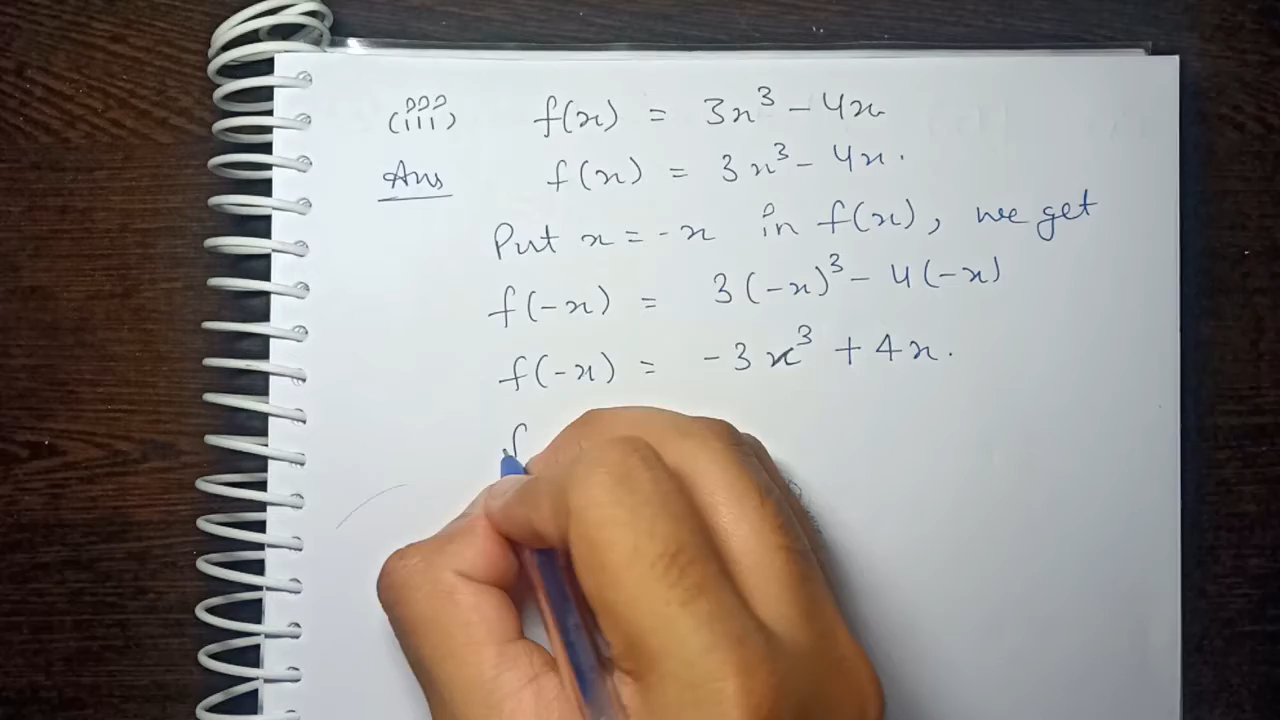 (iii) f(x) = 3x³ - 4x
Ans f(x) = 3x³ - 4x.
Put x = -x in f(x), we get
f(-x) = 3(-x)³ - 4(-x)
f(-x) = -3x³ + 4x.
f